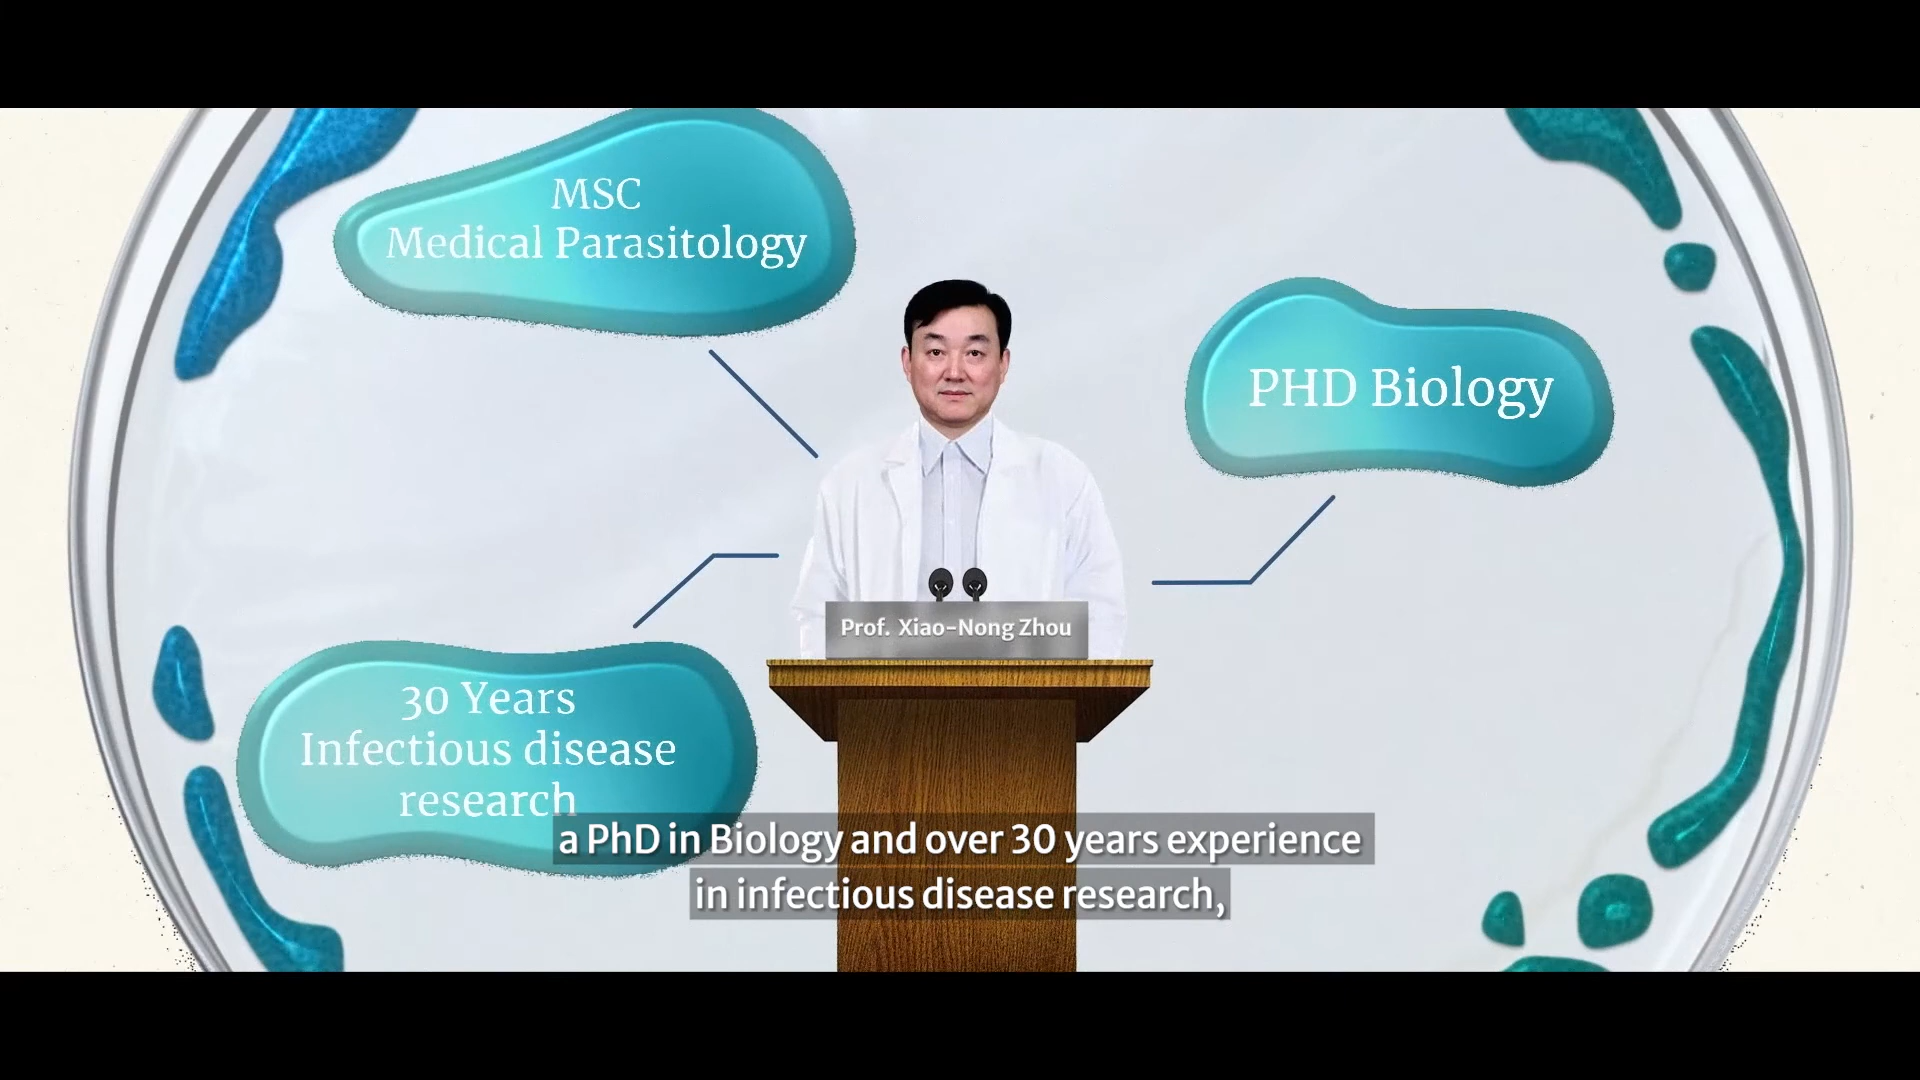 MSC
Medical Parasitology
PHD Biology
Prof. Xiao-Nong Zhou
30 Years
Infectious disease
research
a PhD in Biology and over 30 years experience
in infectious disease research,